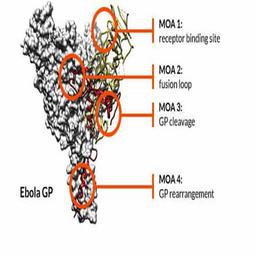 MOA 1:
receptor binding site
MOA 2:
fusion loop
MOA 3:
GP cleavage
MOA 4:
GP rearrangement
Ebola GP